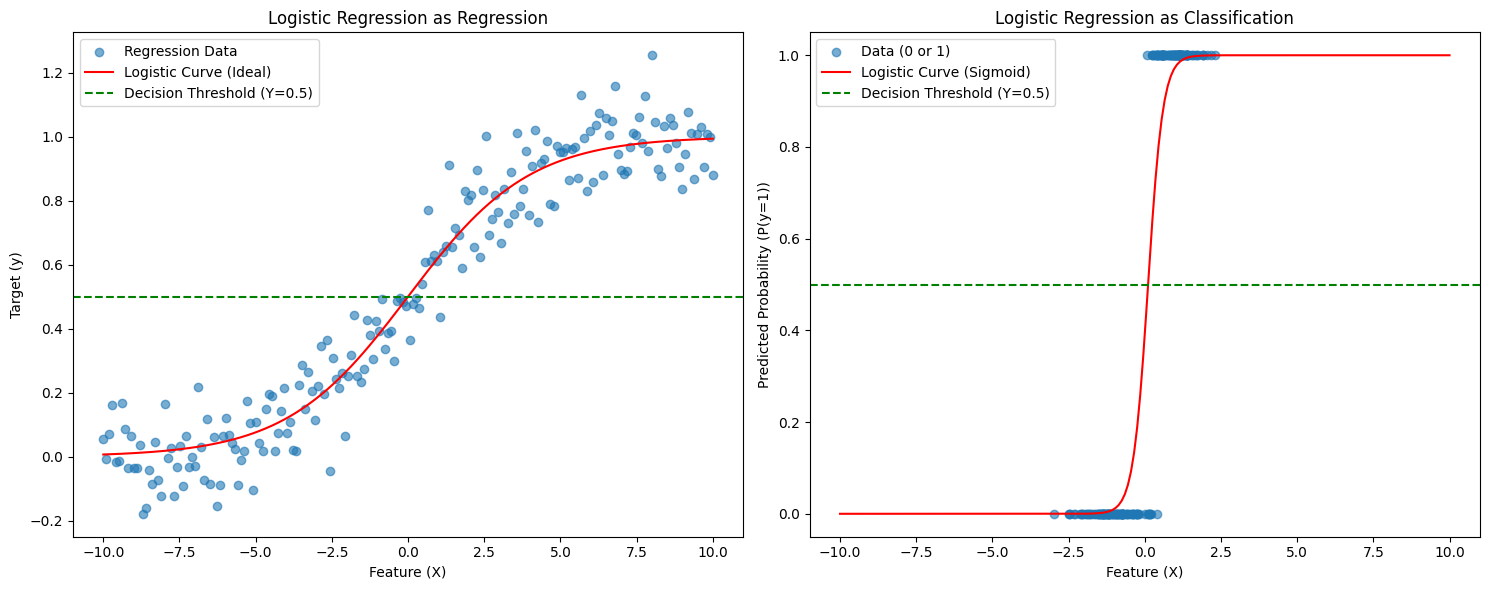 Logistic Regression as Regression
Regression Data
Logistic Curve (Ideal)
Decision Threshold (Y=0.5)
Target (y)
1.2
1.0
0.8
0.6
0.4
0.2
0.0
−0.2
−10.0 −7.5 −5.0 −2.5 0.0 2.5 5.0 7.5 10.0
Feature (X)
Logistic Regression as Classification
Data (0 or 1)
Logistic Curve (Sigmoid)
Decision Threshold (Y=0.5)
Predicted Probability (P(y=1))
1.0
0.8
0.6
0.4
0.2
0.0
−10.0 −7.5 −5.0 −2.5 0.0 2.5 5.0 7.5 10.0
Feature (X)